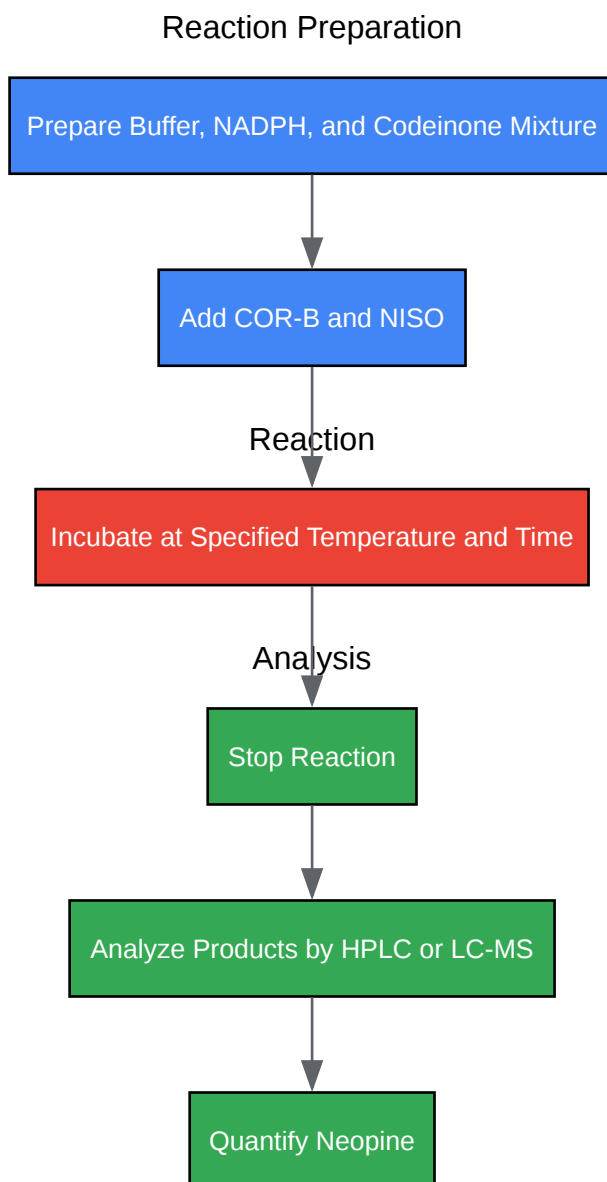 Reaction Preparation
Prepare Buffer, NADPH, and Codeinone Mixture
Add COR-B and NISO
Reaction
Incubate at Specified Temperature and Time
Analysis
Stop Reaction
Analyze Products by HPLC or LC-MS
Quantify Neopine